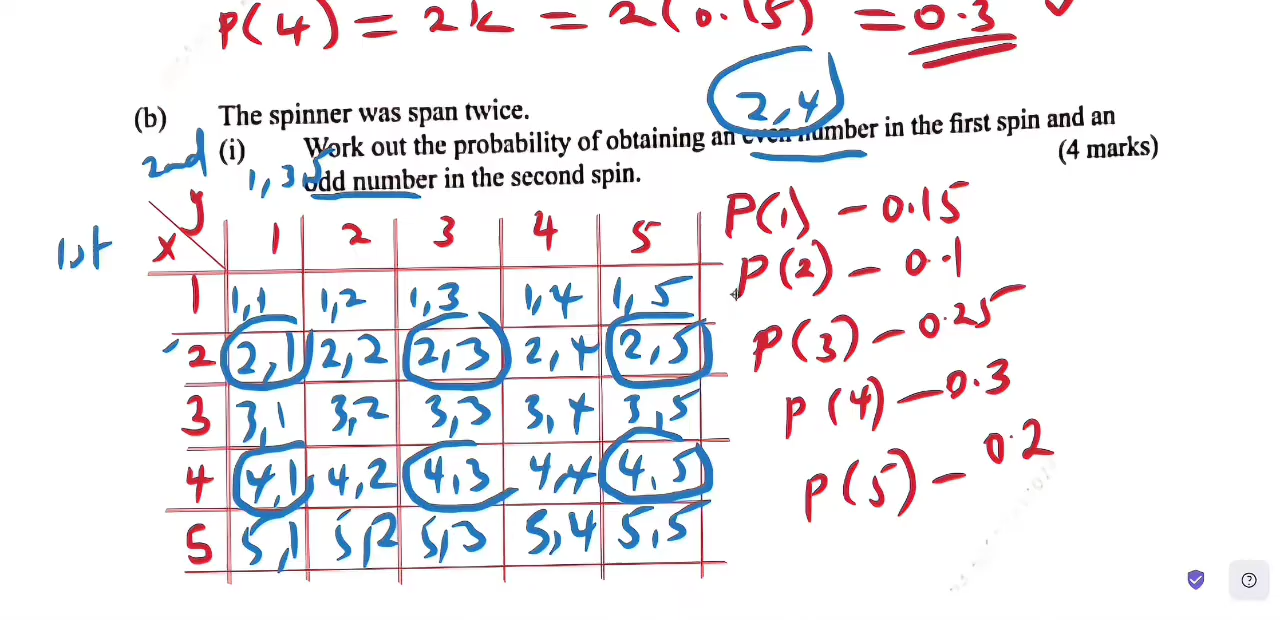 P(4) = 2k = 2(0.15) = 0.3 ✓
2,4
(b) The spinner was span twice.
2nd (i) Work out the probability of obtaining an even number in the first spin and an
1,3,5 odd number in the second spin. (4 marks)
1st x y 1 2 3 4 5
1 1,1 1,2 1,3 1,4 1,5
2 2,1 2,2 2,3 2,4 2,5
3 3,1 3,2 3,3 3,4 3,5
4 4,1 4,2 4,3 4,4 4,5
5 5,1 5,2 5,3 5,4 5,5
P(1) - 0.15
P(2) - 0.1
P(3) - 0.25
P(4) - 0.3
P(5) - 0.2